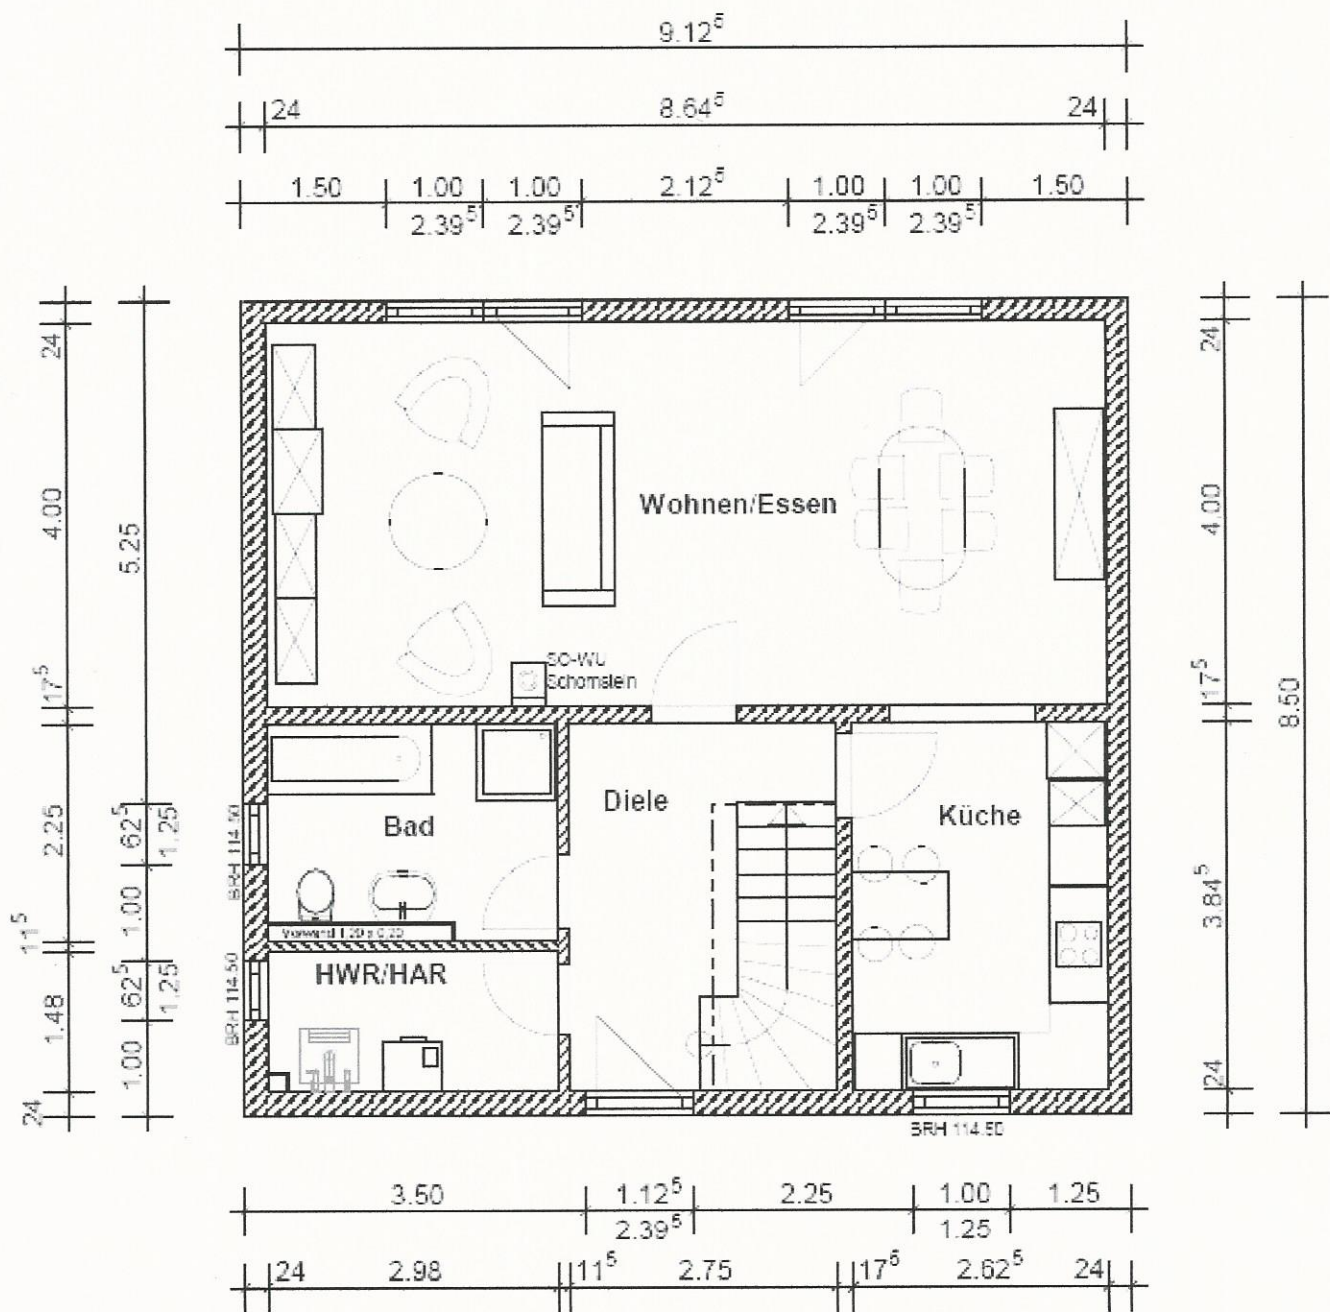 9.12⁵
24 8.64⁵ 24
1.50 1.00 1.00 2.12⁵ 1.00 1.00 1.50
2.39⁵ 2.39⁵ 2.39⁵ 2.39⁵
24
4.00
17⁵
2.25
11⁵
1.48
24
5.25
62⁵
1.25
1.00
62⁵
1.25
1.00
BRH 114.50
BRH 114.50
Wohnen/Essen
SO-WU
Schornstein
Diele
Bad
Küche
Vorwand 1,20 x 0,20
HWR/HAR
BRH 114.50
24
4.00
17⁵
3.84⁵
24
8.50
3.50 1.12⁵ 2.25 1.00 1.25
2.39⁵ 1.25
24 2.98 11⁵ 2.75 17⁵ 2.62⁵ 24